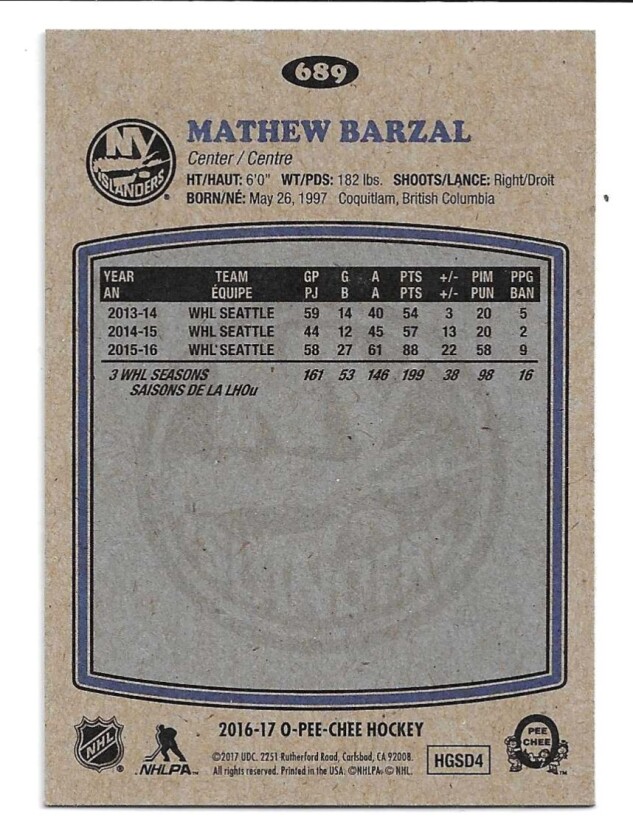 689
NY
ISLANDERS
MATHEW BARZAL
Center / Centre
HT/HAUT: 6'0" WT/PDS: 182 lbs. SHOOTS/LANCE: Right/Droit
BORN/NÉ: May 26, 1997 Coquitlam, British Columbia
YEAR TEAM GP G A PTS +/- PIM PPG
AN ÉQUIPE PJ B A PTS +/- PUN BAN
2013-14 WHL SEATTLE 59 14 40 54 3 20 5
2014-15 WHL SEATTLE 44 12 45 57 13 20 2
2015-16 WHL SEATTLE 58 27 61 88 22 58 9
3 WHL SEASONS 161 53 146 199 38 98 16
SAISONS DE LA LHOu
NHL
NHLPA™
2016-17 O-PEE-CHEE HOCKEY
©2017 UDC. 2251 Rutherford Road, Carlsbad, CA 92008.
All rights reserved. Printed in the USA. ©NHLPA. © NHL.
HGSD4
PEE
CHEE